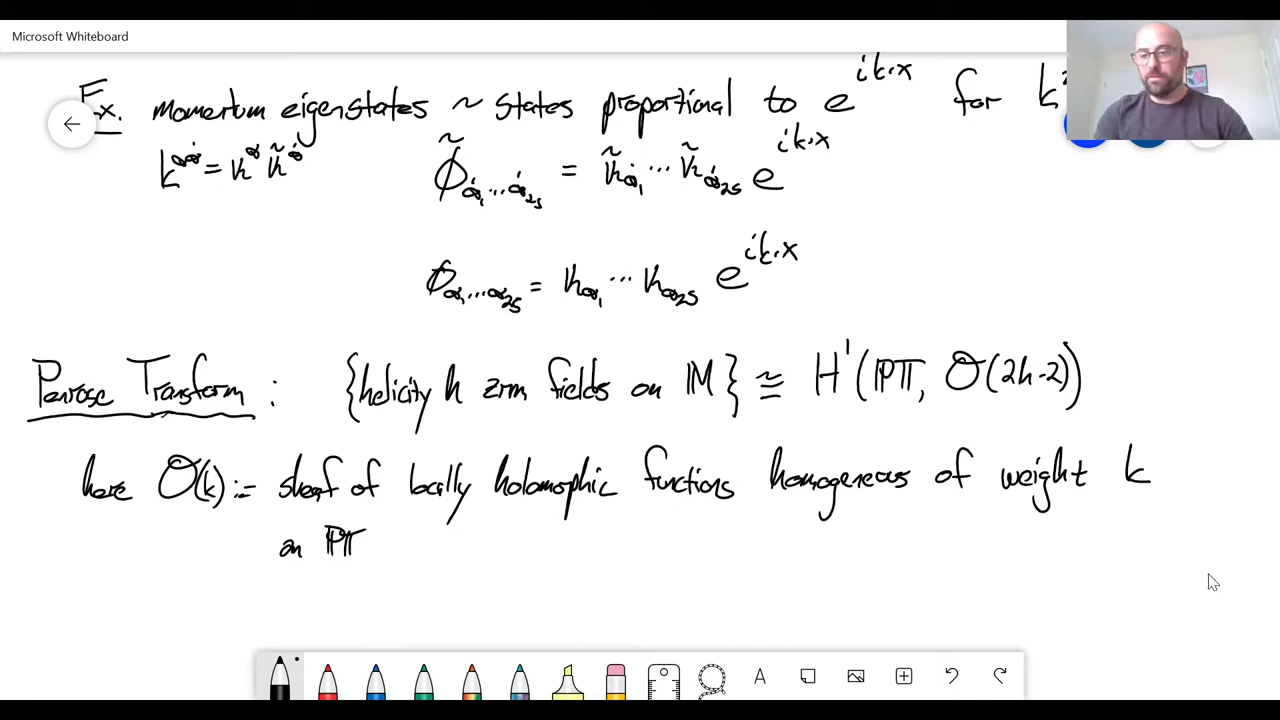 Microsoft Whiteboard
Ex. momentum eigenstates ~ states proportional to e^{ik·x} for k²
k^{αα̇} = κ^α κ̃^α̇
φ̃_{α̇₁…α̇₂ₛ} = κ̃_{α̇₁} … κ̃_{α̇₂ₛ} e^{ik·x}
φ_{α₁…α₂ₛ} = κ_{α₁} … κ_{α₂ₛ} e^{ik·x}
Penrose Transform : {helicity h zrm fields on 𝕄} ≅ H¹(ℙ𝕋, 𝒪(2h-2))
here 𝒪(k) := sheaf of locally holomorphic functions homogeneous of weight k
on ℙ𝕋
A